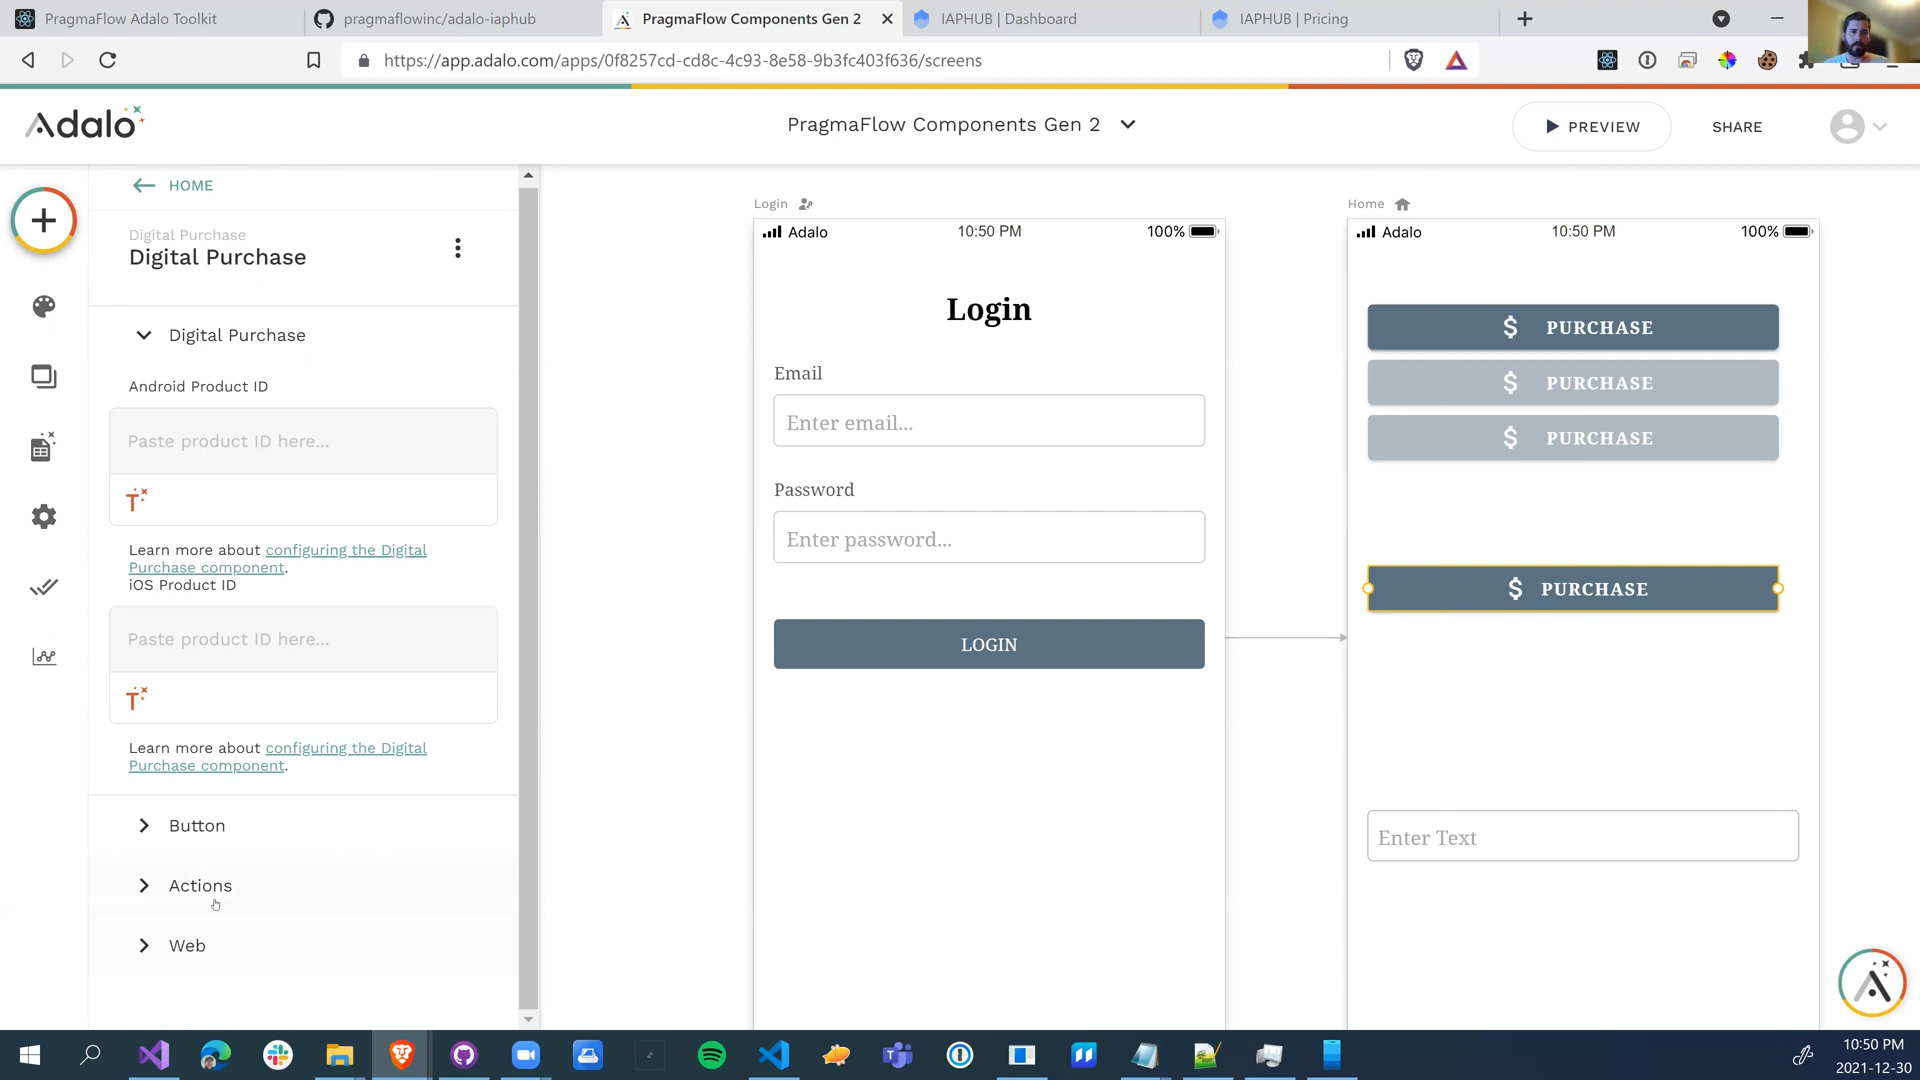 PragmaFlow Adalo Toolkit
pragmaflowinc/adalo-iaphub
PragmaFlow Components Gen 2
IAPHUB | Dashboard
IAPHUB | Pricing
https://app.adalo.com/apps/0f8257cd-cd8c-4c93-8e58-9b3fc403f636/screens
Adalo
PragmaFlow Components Gen 2
PREVIEW
SHARE
HOME
Digital Purchase
Digital Purchase
Digital Purchase
Android Product ID
Paste product ID here...
Learn more about configuring the Digital
Purchase component.
iOS Product ID
Paste product ID here...
Learn more about configuring the Digital
Purchase component.
Button
Actions
Web
Login
Adalo 10:50 PM 100%
Login
Email
Enter email...
Password
Enter password...
LOGIN
Home
Adalo 10:50 PM 100%
$ PURCHASE
$ PURCHASE
$ PURCHASE
$ PURCHASE
Enter Text
10:50 PM
2021-12-30